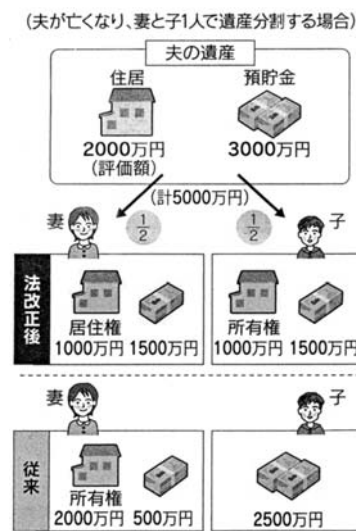 (夫が亡くなり、妻と子1人で遺産分割する場合)
夫の遺産
住居 預貯金
2000万円 3000万円
(評価額)
(計5000万円)
妻 1/2 1/2 子
法改正後
居住権 所有権
1000万円 1500万円 1000万円 1500万円
妻 子
従来
所有権
2000万円 500万円 2500万円